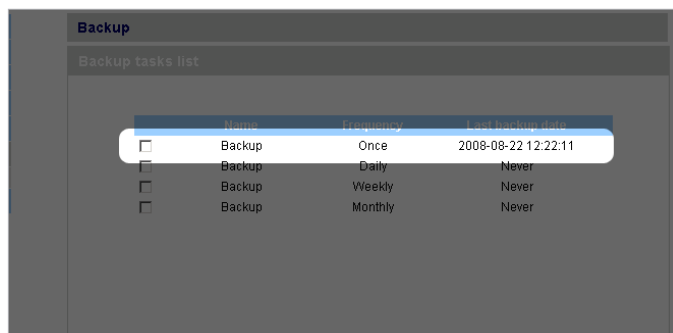 Backup
Backup tasks list
Name Frequency Last backup date
Backup Once 2008-08-22 12:22:11
Backup Daily Never
Backup Weekly Never
Backup Monthly Never